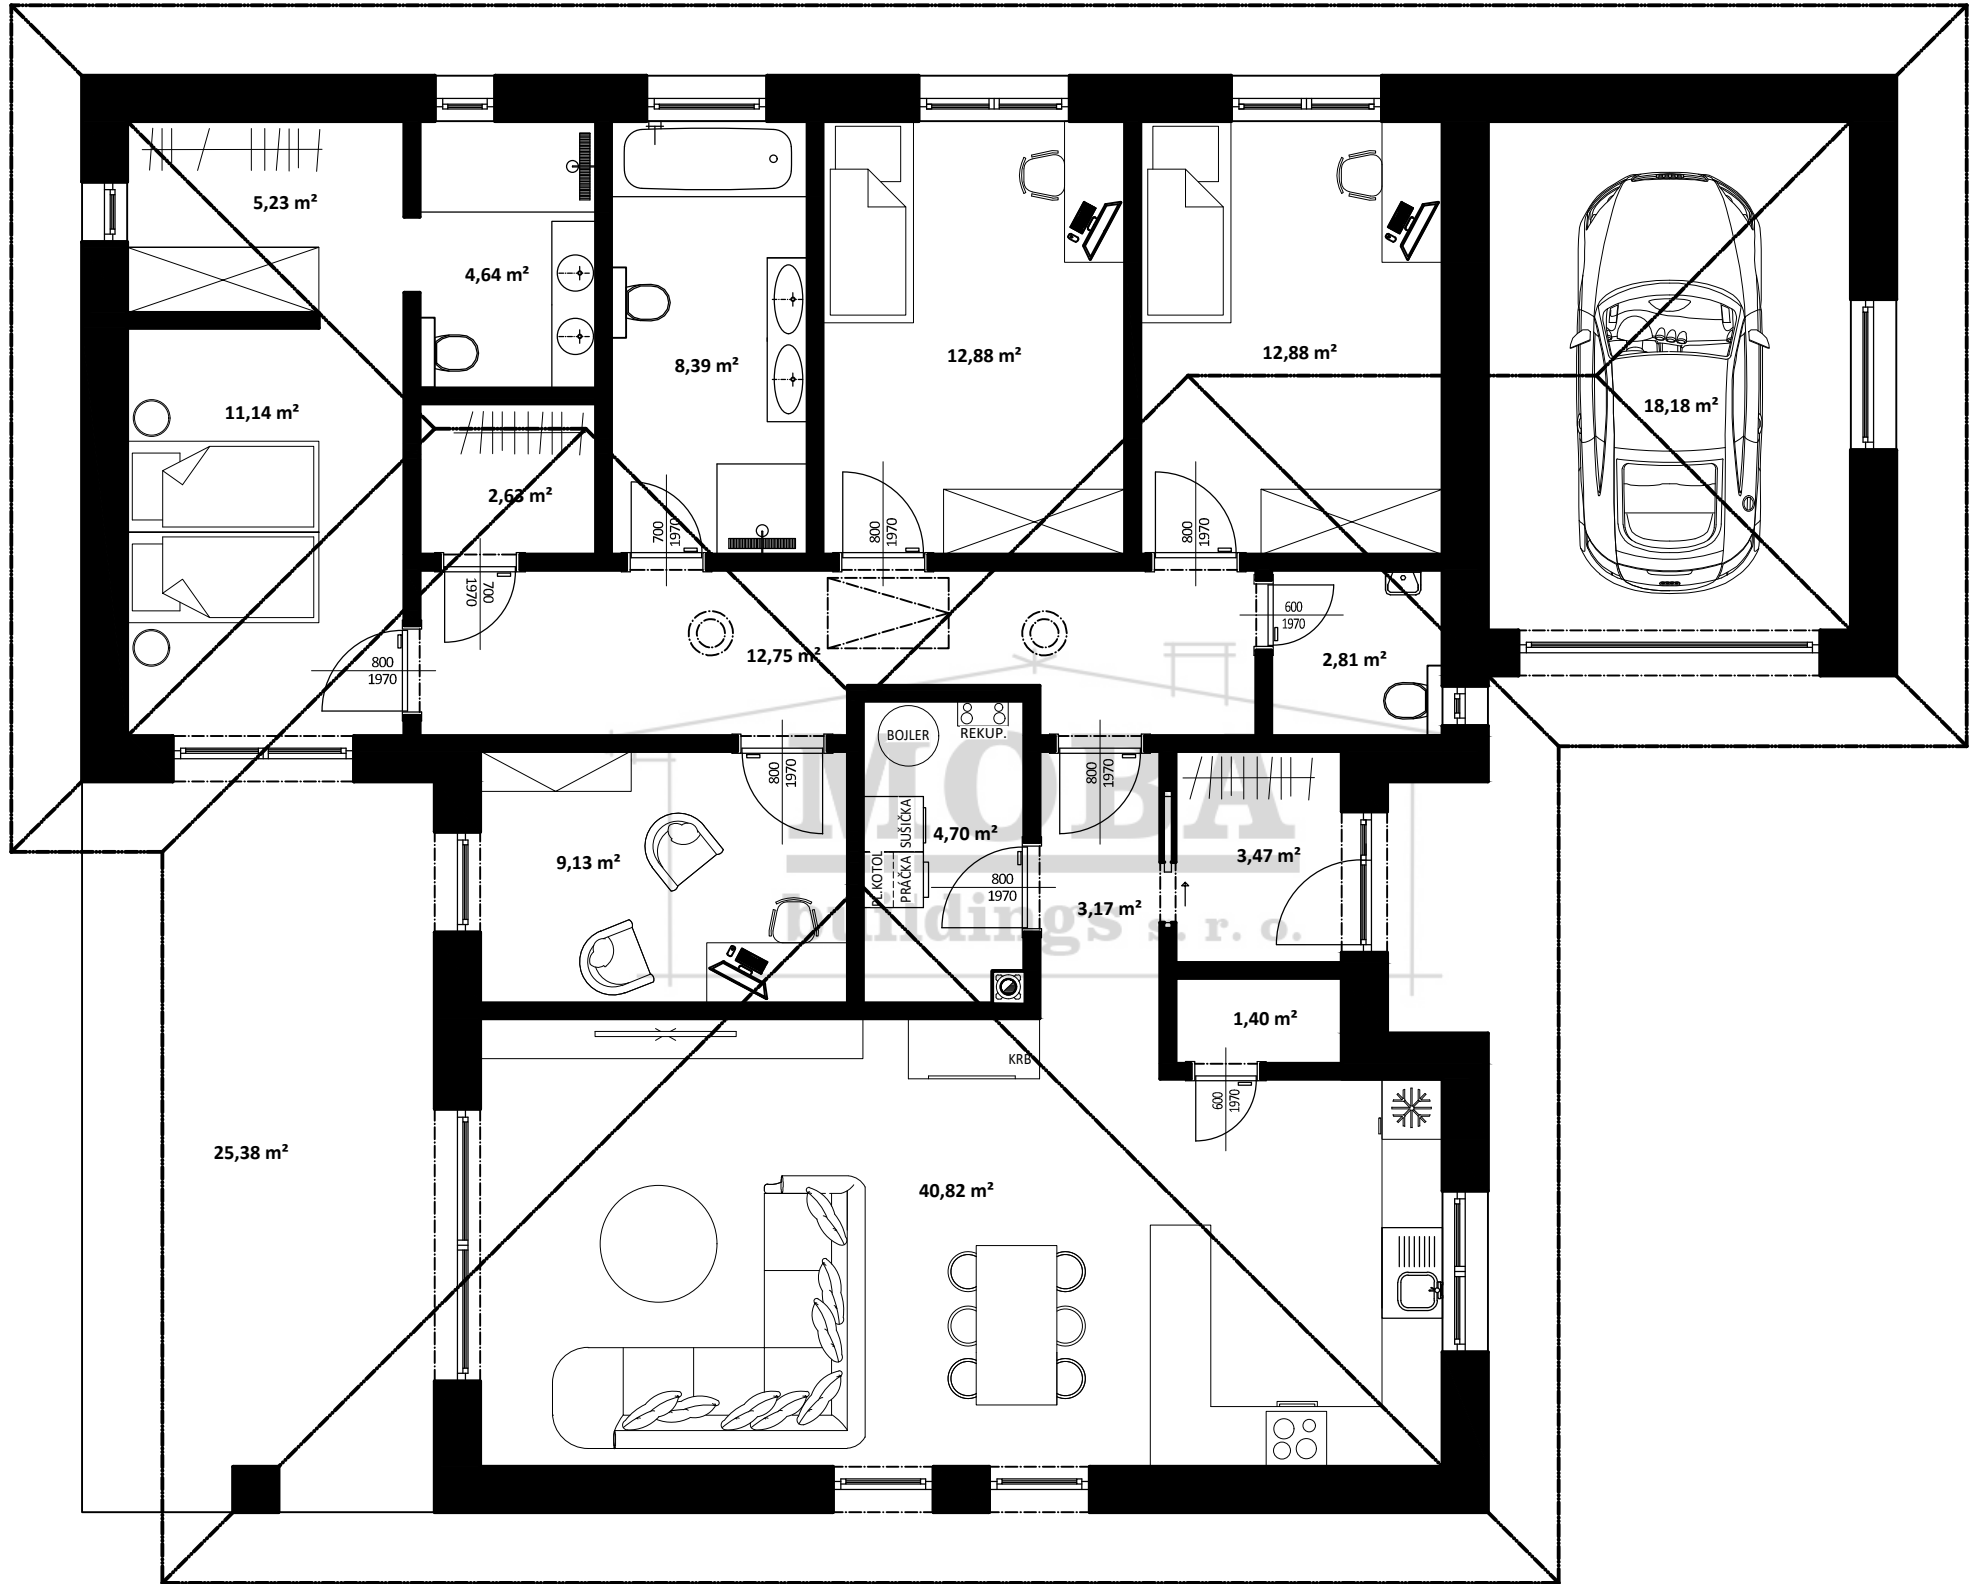 5,23 m²
4,64 m²
8,39 m²
12,88 m²
12,88 m²
18,18 m²
11,14 m²
2,63 m²
700
1970
800
1970
800
1970
700
1970
600
1970
12,75 m²
2,81 m²
800
1970
BOJLER
REKUP.
800
1970
800
1970
MOBA
buildings s. r. o.
SUŠIČKA
4,70 m²
9,13 m²
3,47 m²
PL.KOTOL
PRÁČKA
800
1970
3,17 m²
1,40 m²
KRB
600
1970
25,38 m²
40,82 m²